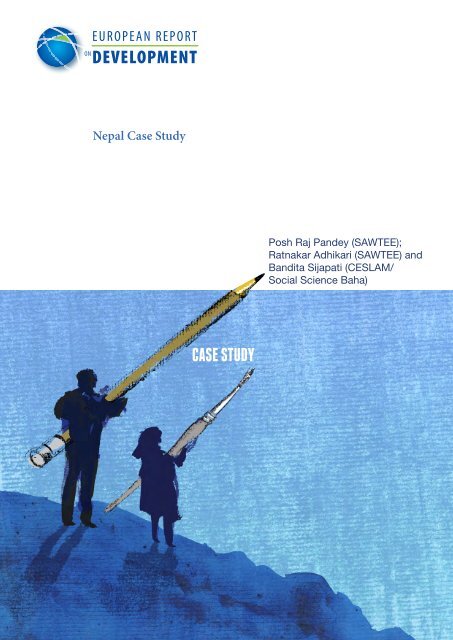 EUROPEAN REPORT
ON DEVELOPMENT
Nepal Case Study
Posh Raj Pandey (SAWTEE);
Ratnakar Adhikari (SAWTEE) and
Bandita Sijapati (CESLAM/
Social Science Baha)
CASE STUDY